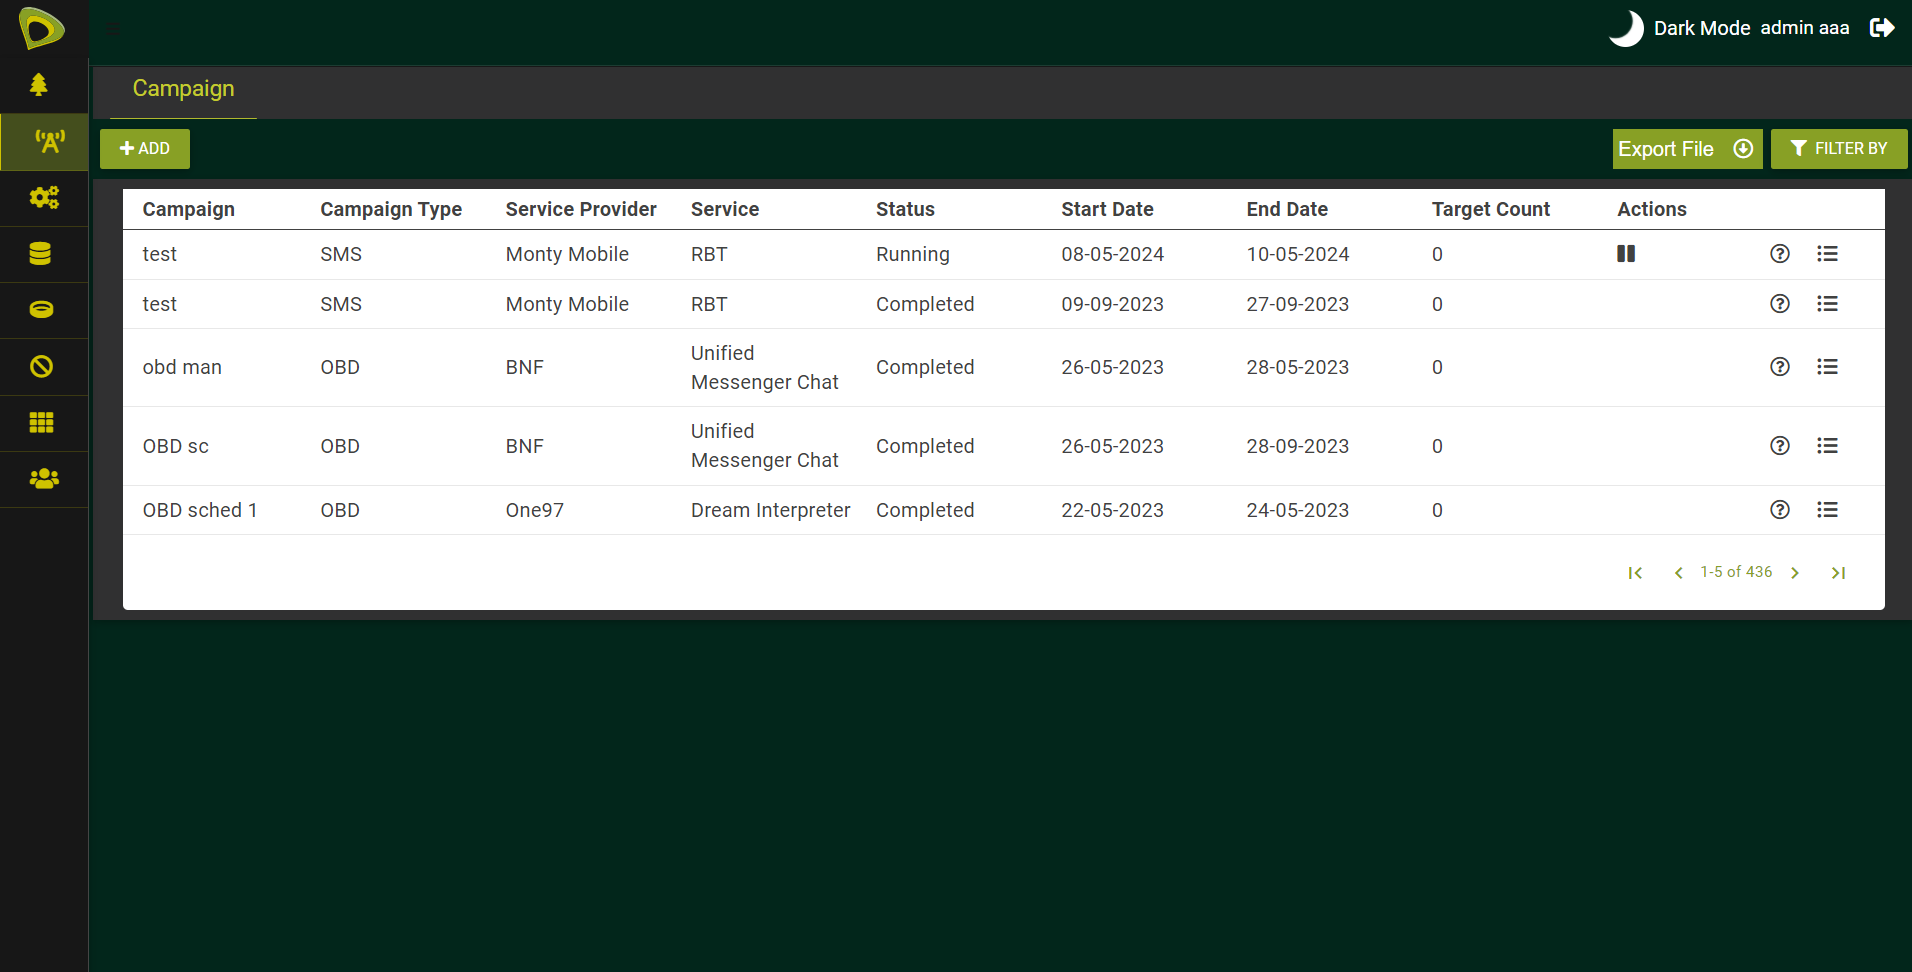 Dark Mode admin aaa
Campaign
ADD
Export File
FILTER BY
Campaign Campaign Type Service Provider Service Status Start Date End Date Target Count Actions
test SMS Monty Mobile RBT Running 08-05-2024 10-05-2024 0
test SMS Monty Mobile RBT Completed 09-09-2023 27-09-2023 0
obd man OBD BNF Unified Messenger Chat Completed 26-05-2023 28-05-2023 0
OBD sc OBD BNF Unified Messenger Chat Completed 26-05-2023 28-09-2023 0
OBD sched 1 OBD One97 Dream Interpreter Completed 22-05-2023 24-05-2023 0
1-5 of 436